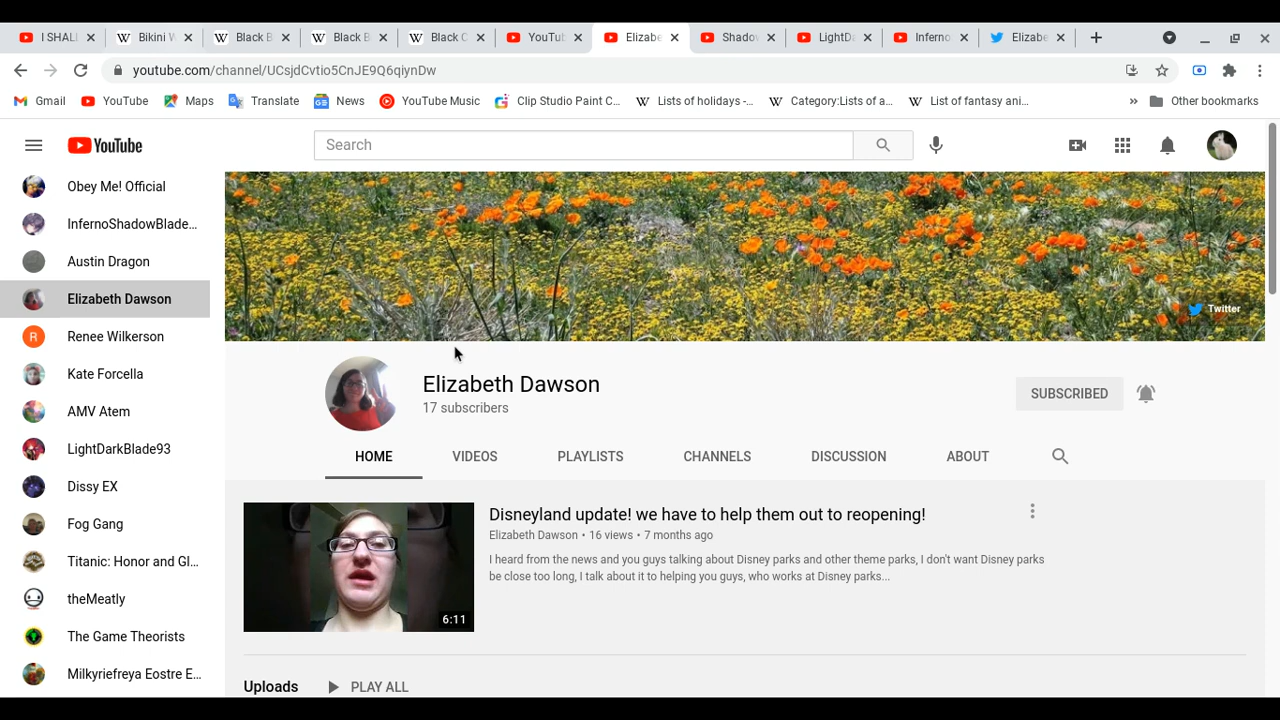 I SHAL
Bikini W
Black B
Black B
Black C
YouTu
Elizabe
Shadov
LightDa
Inferno
Elizabe
youtube.com/channel/UCsjdCvtio5CnJE9Q6qiynDw
Gmail
YouTube
Maps
Translate
News
YouTube Music
Clip Studio Paint C...
Lists of holidays -...
Category:Lists of a...
List of fantasy ani...
»
Other bookmarks
YouTube
Search
Obey Me! Official
InfernoShadowBlade...
Austin Dragon
Elizabeth Dawson
R
Renee Wilkerson
Kate Forcella
AMV Atem
LightDarkBlade93
Dissy EX
Fog Gang
Titanic: Honor and Gl...
theMeatly
The Game Theorists
Milkyriefreya Eostre E...
Twitter
Elizabeth Dawson
17 subscribers
SUBSCRIBED
HOME
VIDEOS
PLAYLISTS
CHANNELS
DISCUSSION
ABOUT
6:11
Disneyland update! we have to help them out to reopening!
Elizabeth Dawson • 16 views • 7 months ago
I heard from the news and you guys talking about Disney parks and other theme parks, I don't want Disney parks
be close too long, I talk about it to helping you guys, who works at Disney parks...
Uploads
PLAY ALL